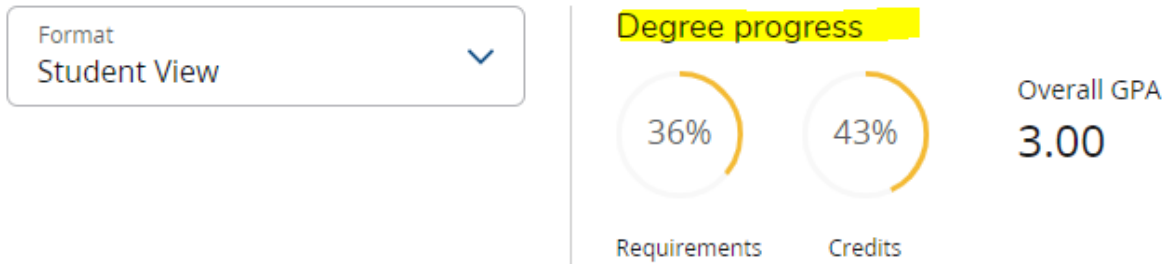 Format
Student View
Degree progress
36%
43%
Overall GPA
3.00
Requirements
Credits